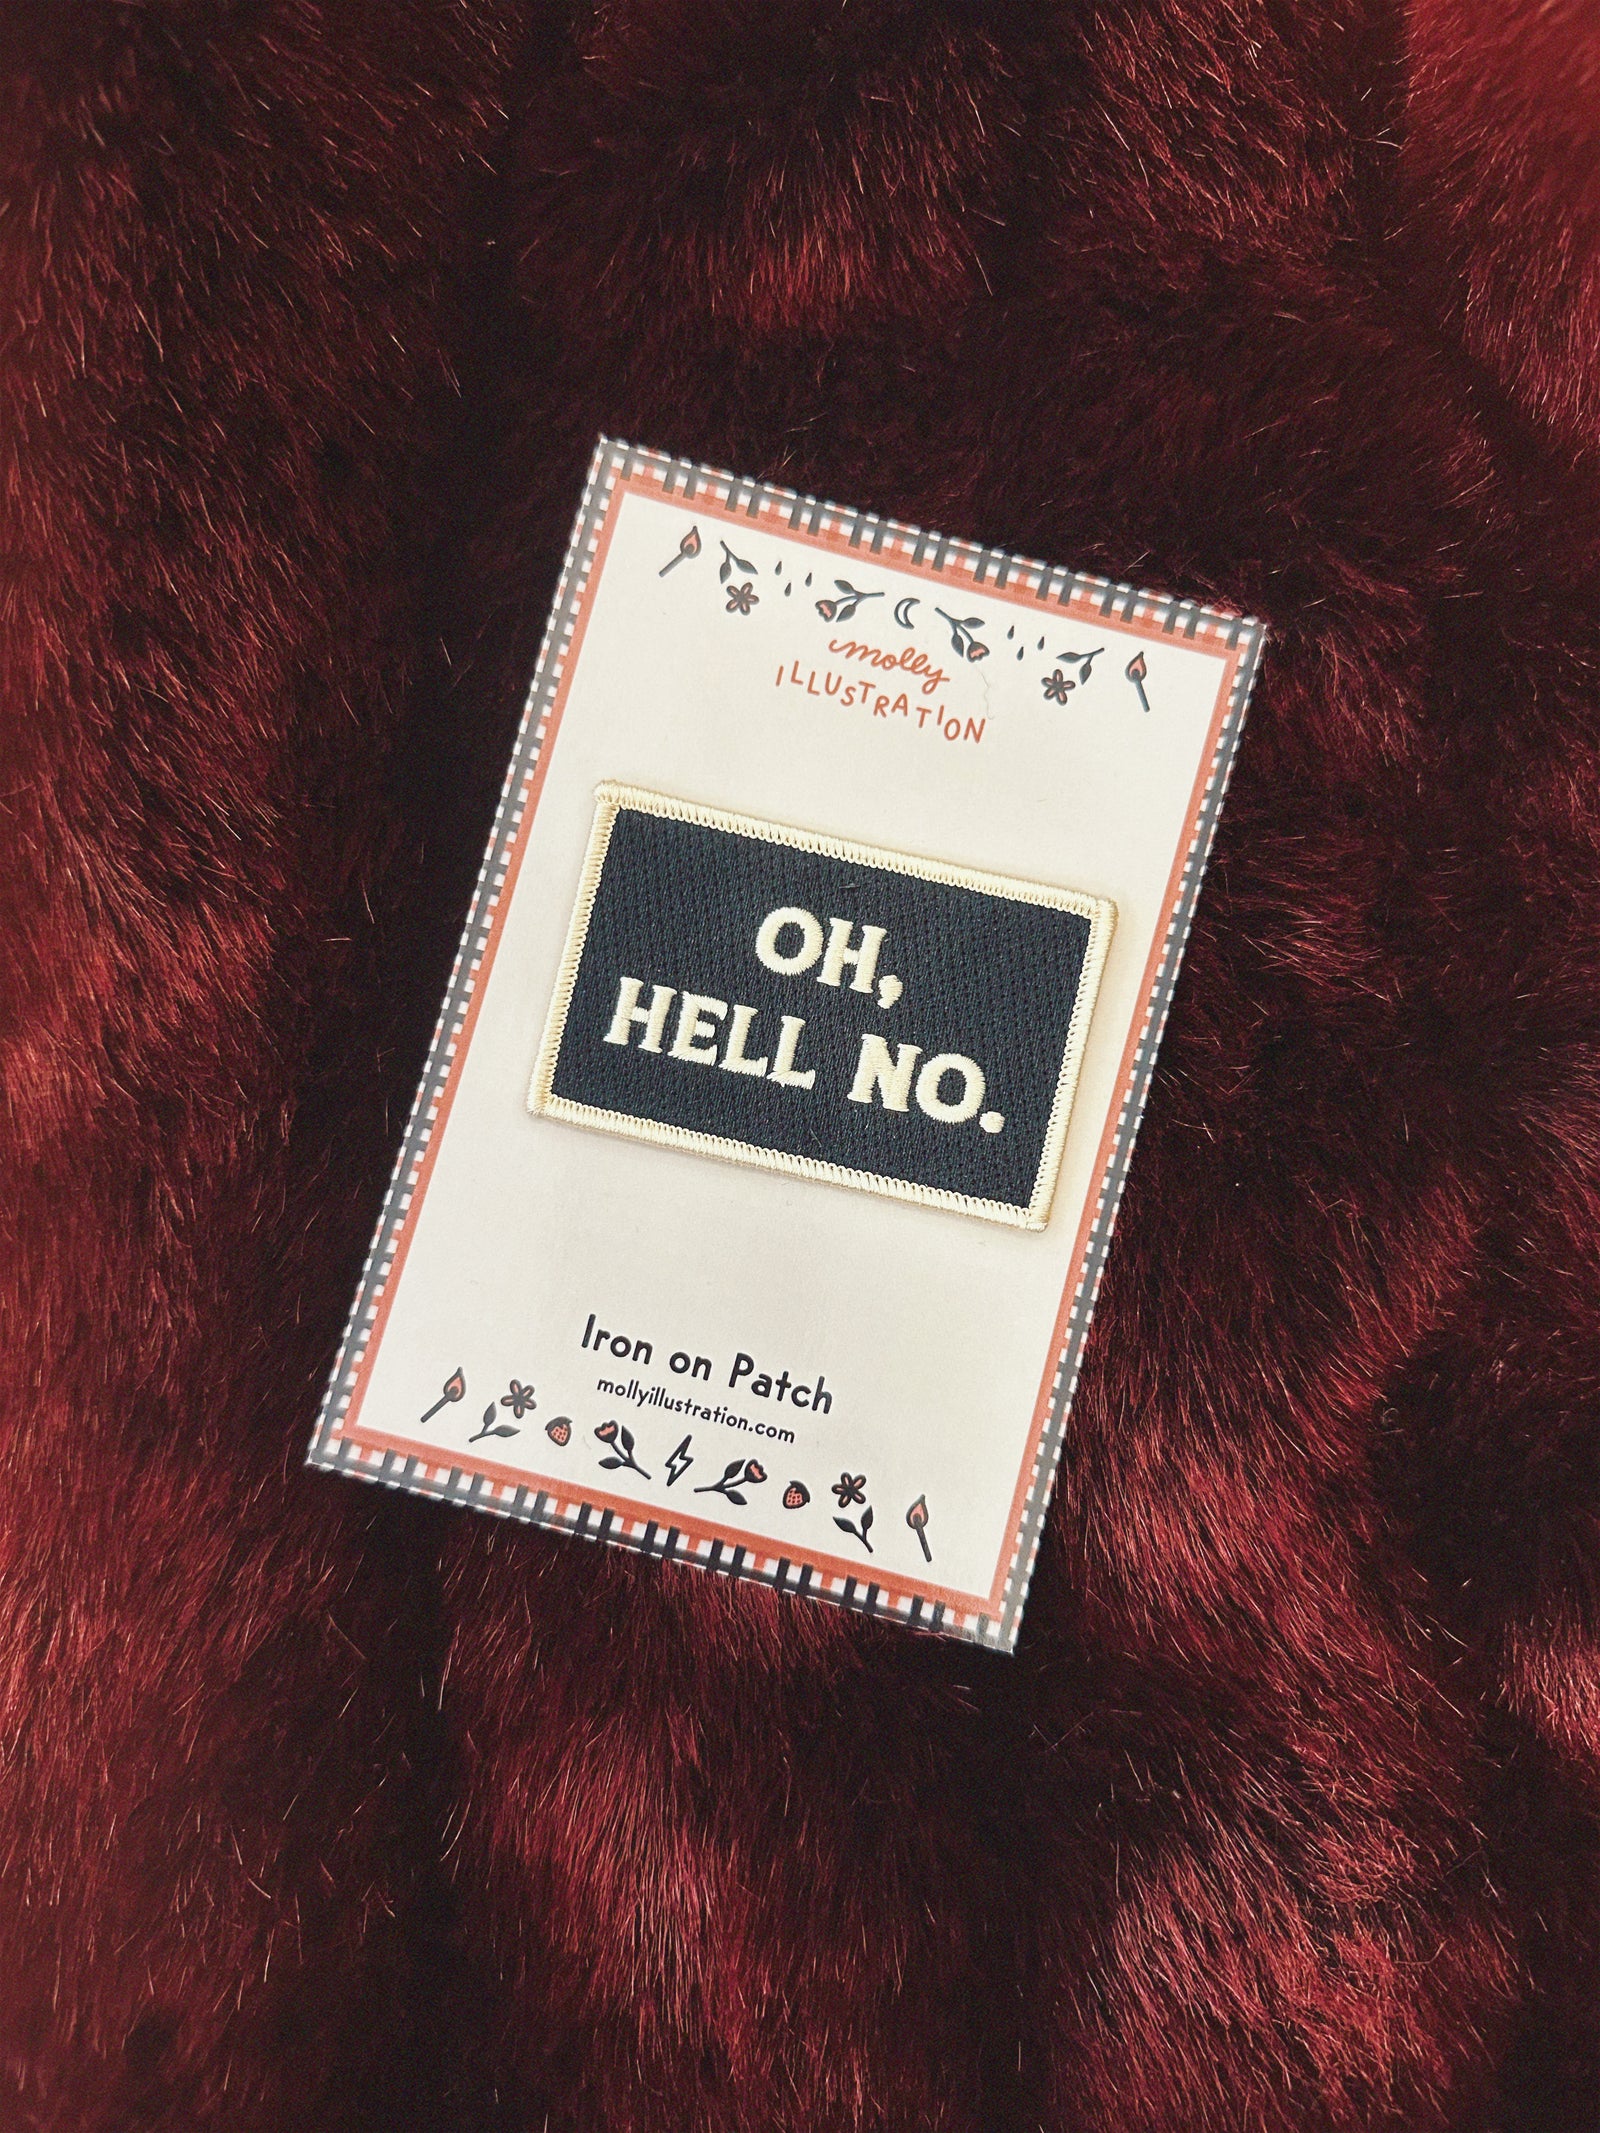 molly
ILLUSTRATION
OH,
HELL NO.
Iron on Patch
mollyillustration.com